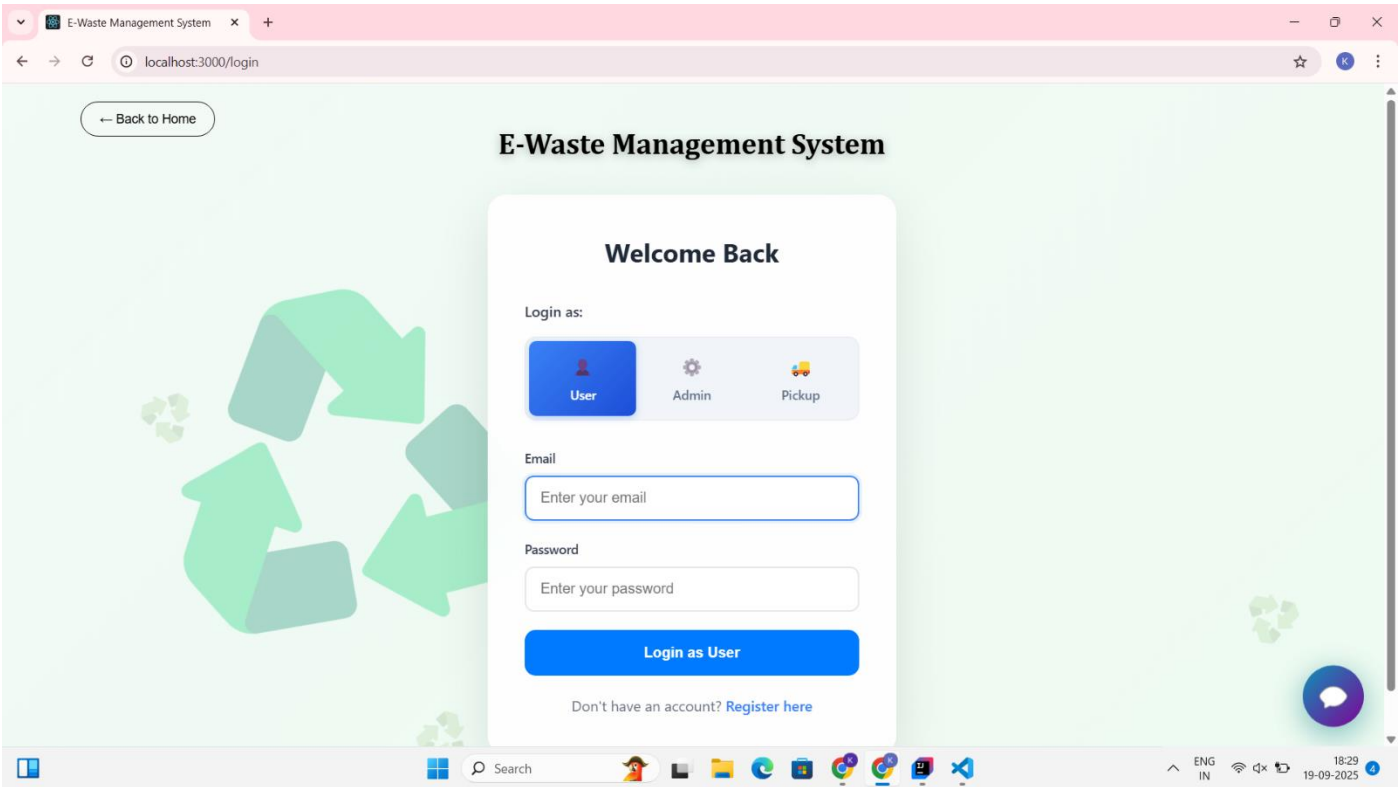 E-Waste Management System
localhost:3000/login
K
← Back to Home
E-Waste Management System
Welcome Back
Login as:
User Admin Pickup
Email
Enter your email
Password
Enter your password
Login as User
Don't have an account? Register here
Search
ENG
IN
18:29
19-09-2025
4